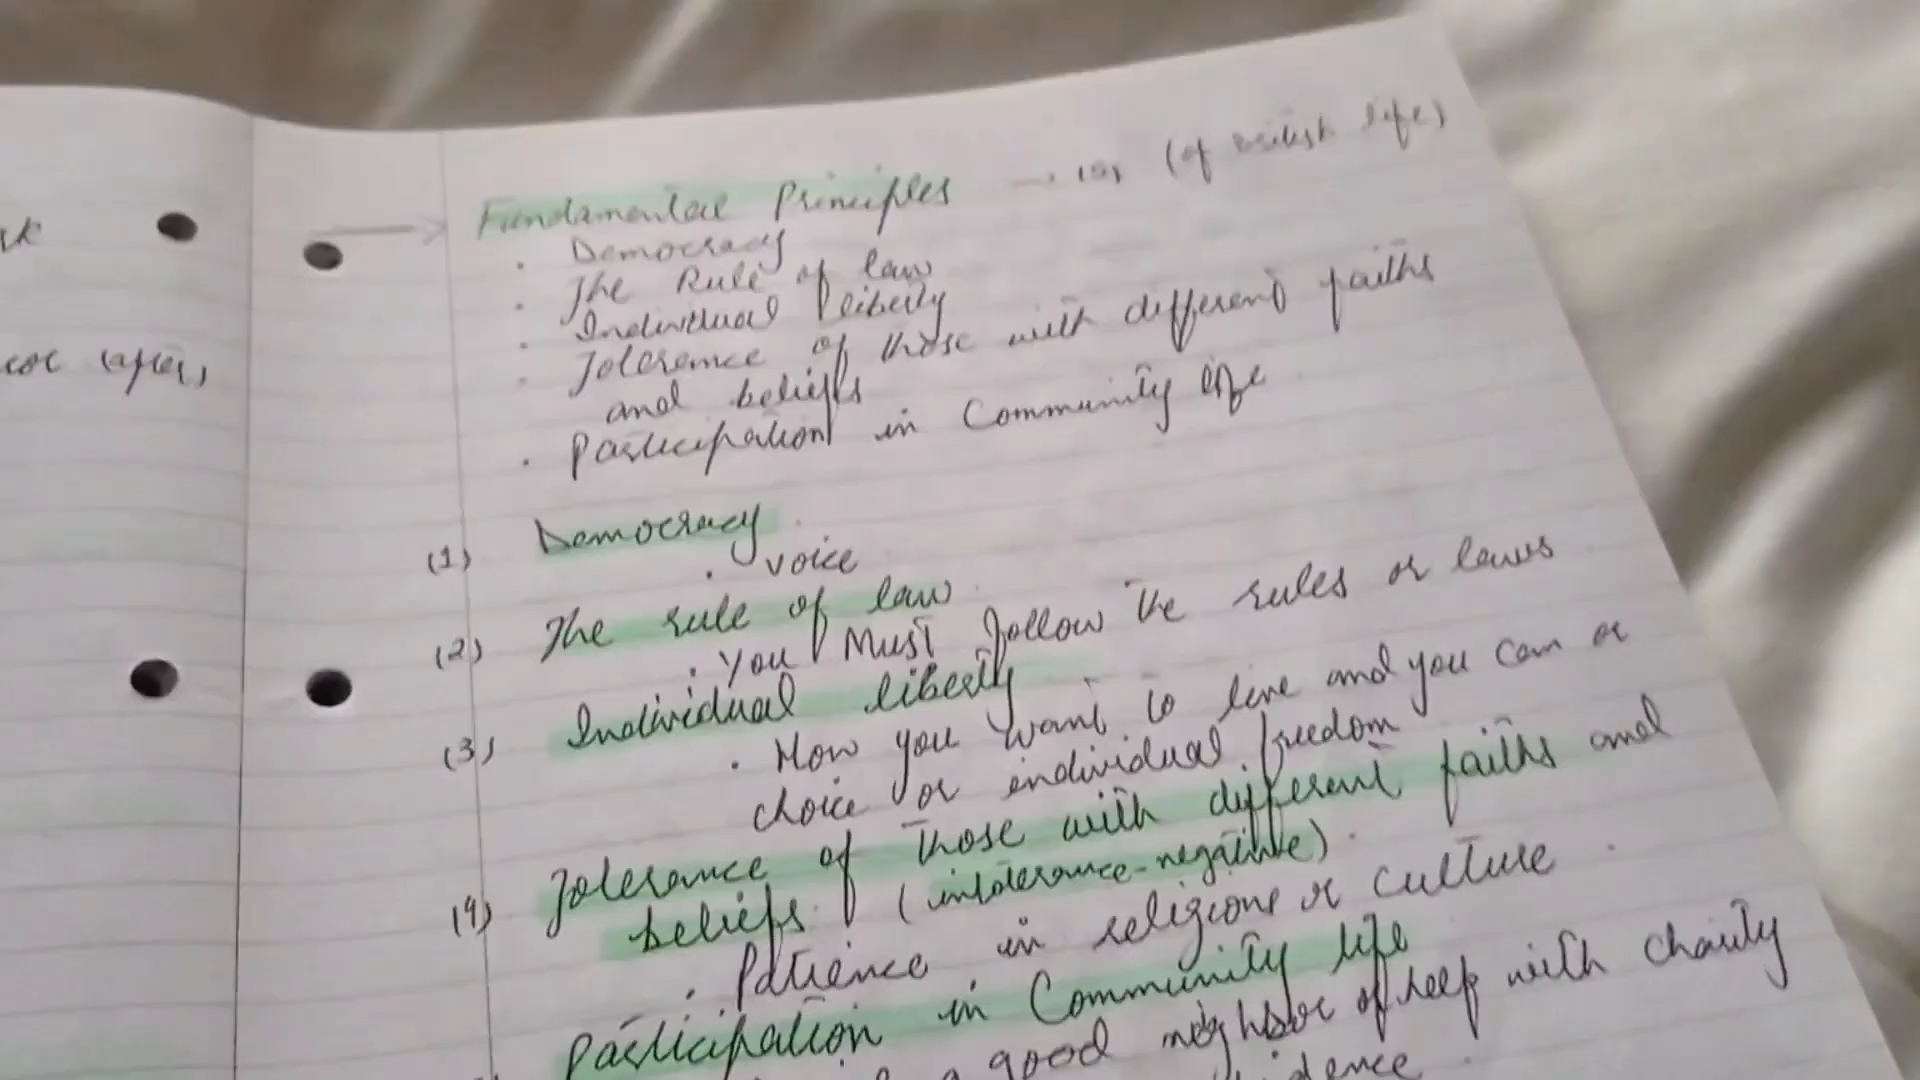 Fundamental Principles → (5) (of British life)
· Democracy
· The Rule of law
· Individual liberty
· Tolerance of those with different faiths
and beliefs
· Participation in Community life
(1) Democracy
· voice
(2) The rule of law
· You Must follow the rules or laws
(3) Individual liberty
· How you want to live and you can or
choice or individual freedom
(4) Tolerance of those with different faiths and
beliefs. (intolerance-negative)
· Patience in religions or culture
Participation in Community life
a good neighbor of help with charity